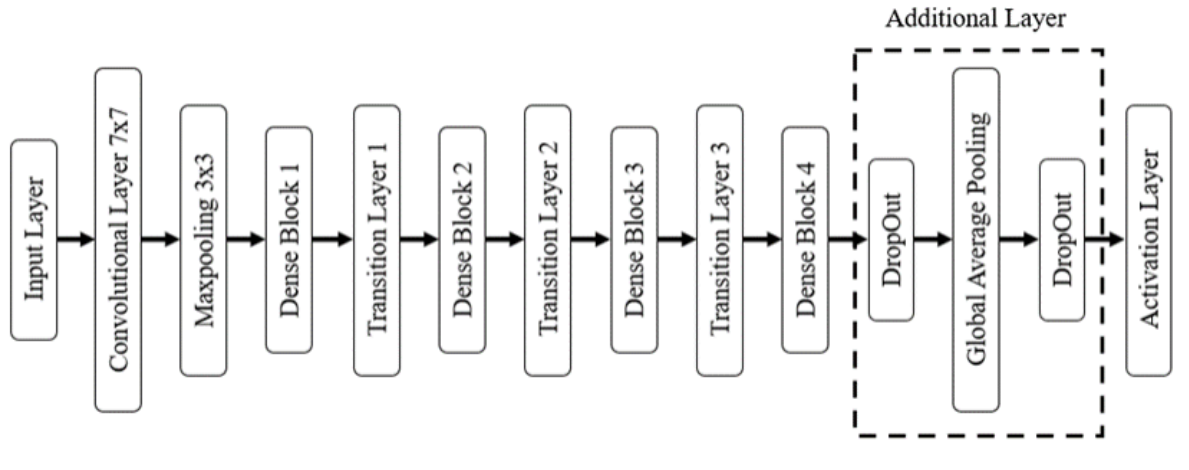 Additional Layer
Input Layer
Convolutional Layer 7x7
Maxpooling 3x3
Dense Block 1
Transition Layer 1
Dense Block 2
Transition Layer 2
Dense Block 3
Transition Layer 3
Dense Block 4
DropOut
Global Average Pooling
DropOut
Activation Layer